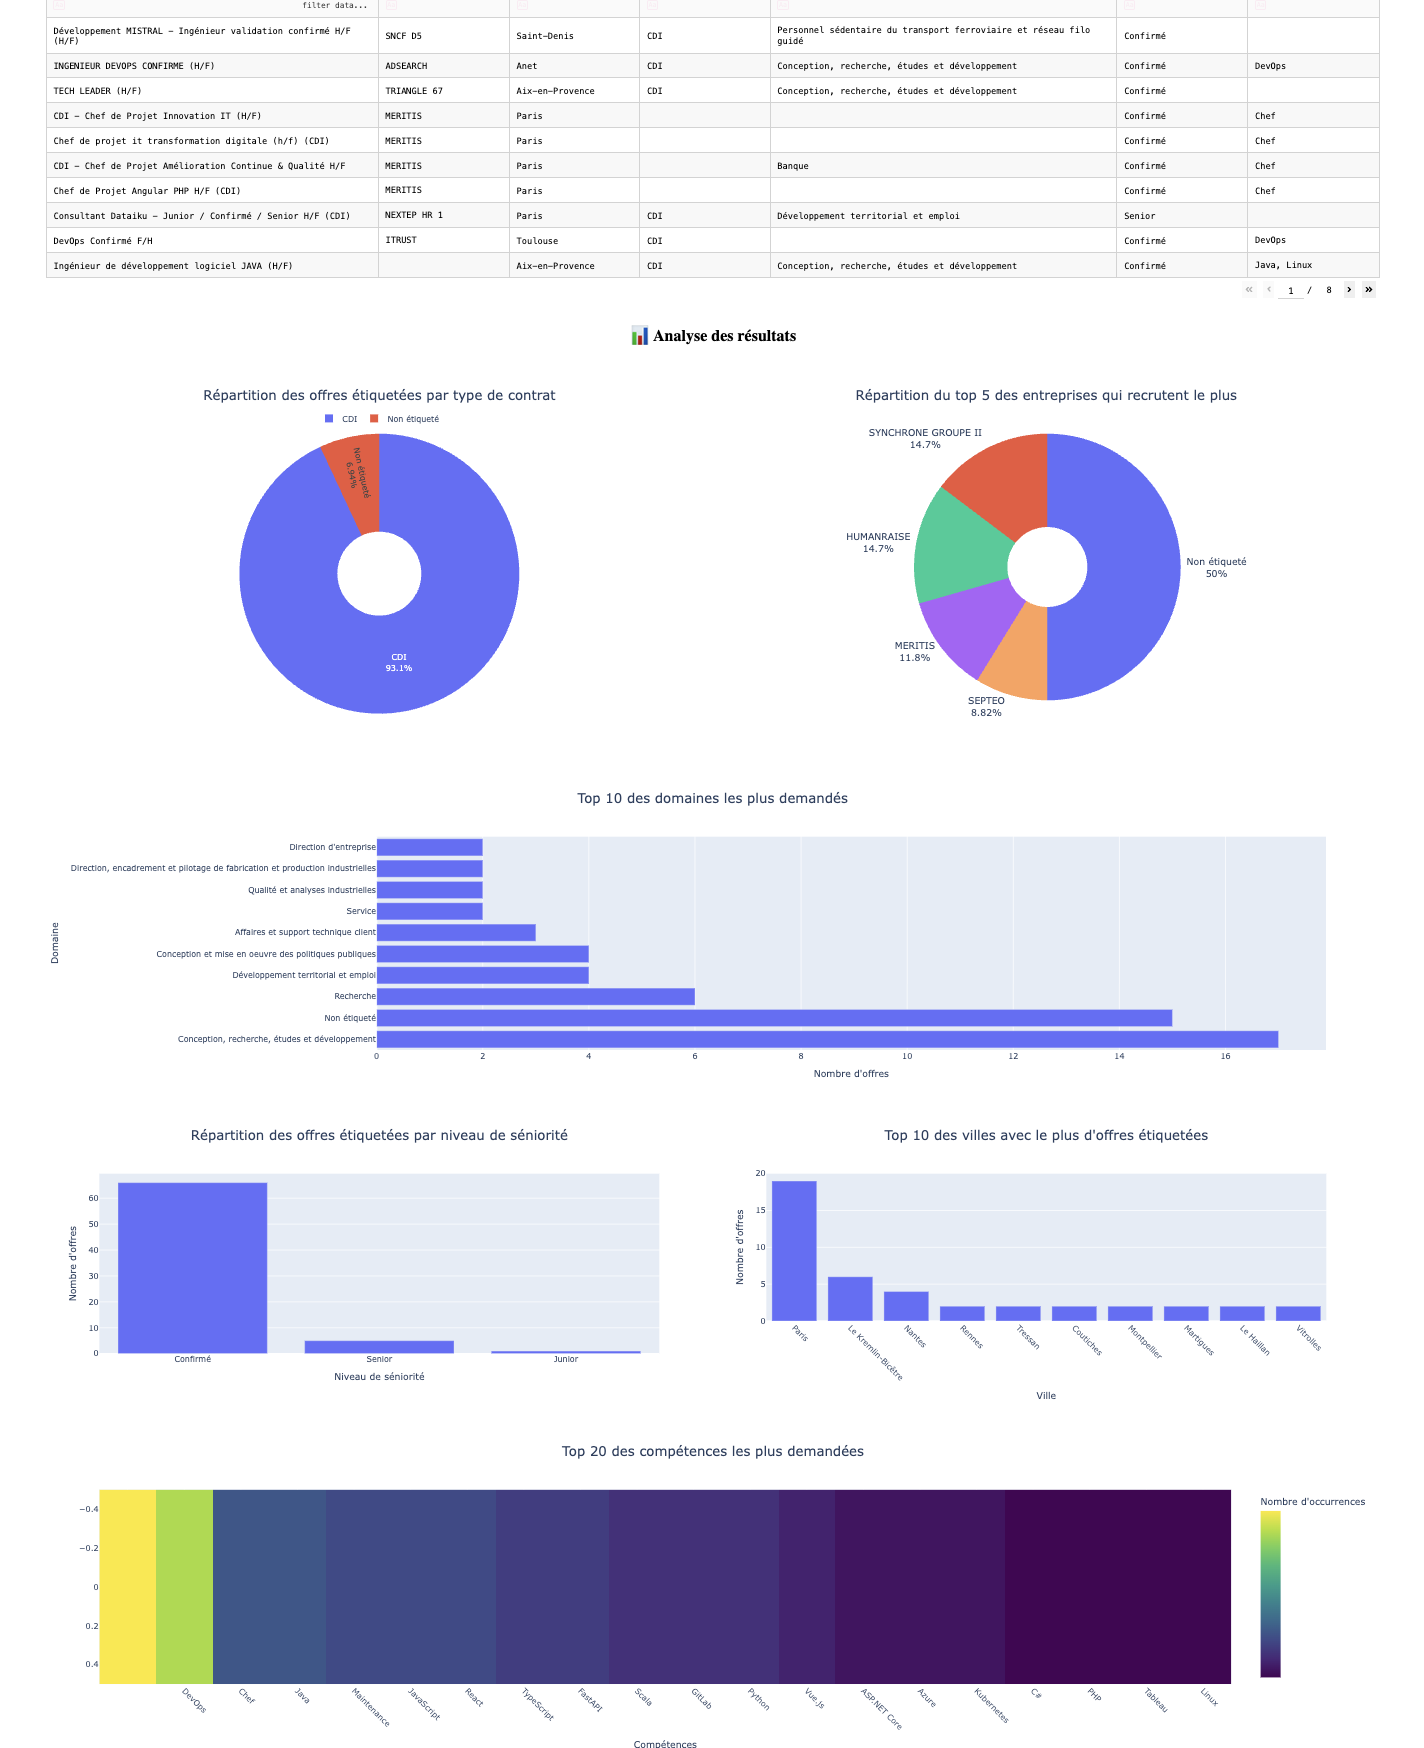 filter data...
Développement MISTRAL - Ingénieur validation confirmé H/F (H/F) SNCF D5 Saint-Denis CDI Personnel sédentaire du transport ferroviaire et réseau filo guidé Confirmé
INGENIEUR DEVOPS CONFIRME (H/F) ADSEARCH Anet CDI Conception, recherche, études et développement Confirmé DevOps
TECH LEADER (H/F) TRIANGLE 67 Aix-en-Provence CDI Conception, recherche, études et développement Confirmé
CDI - Chef de Projet Innovation IT (H/F) MERITIS Paris Confirmé Chef
Chef de projet it transformation digitale (h/f) (CDI) MERITIS Paris Confirmé Chef
CDI - Chef de Projet Amélioration Continue & Qualité H/F MERITIS Paris Banque Confirmé Chef
Chef de Projet Angular PHP H/F (CDI) MERITIS Paris Confirmé Chef
Consultant Dataiku - Junior / Confirmé / Senior H/F (CDI) NEXTEP HR 1 Paris CDI Développement territorial et emploi Senior
DevOps Confirmé F/H ITRUST Toulouse CDI Confirmé DevOps
Ingénieur de développement logiciel JAVA (H/F) Aix-en-Provence CDI Conception, recherche, études et développement Confirmé Java, Linux
« ‹ 1 / 8 › »
Analyse des résultats
Répartition des offres étiquetées par type de contrat
CDI Non étiqueté
Non étiqueté
6.94%
CDI
93.1%
Répartition du top 5 des entreprises qui recrutent le plus
SYNCHRONE GROUPE II
14.7%
HUMANRAISE
14.7%
Non étiqueté
50%
MERITIS
11.8%
SEPTEO
8.82%
Top 10 des domaines les plus demandés
Domaine
Direction d'entreprise
Direction, encadrement et pilotage de fabrication et production industrielles
Qualité et analyses industrielles
Service
Affaires et support technique client
Conception et mise en oeuvre des politiques publiques
Développement territorial et emploi
Recherche
Non étiqueté
Conception, recherche, études et développement
0 2 4 6 8 10 12 14 16
Nombre d'offres
Répartition des offres étiquetées par niveau de séniorité
Nombre d'offres
60
50
40
30
20
10
0
Confirmé Senior Junior
Niveau de séniorité
Top 10 des villes avec le plus d'offres étiquetées
Nombre d'offres
20
15
10
5
0
Paris Le Kremlin-Bicêtre Nantes Rennes Tressan Coutiches Montpellier Martigues Le Haillan Vitrolles
Ville
Top 20 des compétences les plus demandées
−0.4
−0.2
0
0.2
0.4
Nombre d'occurrences
DevOps Chef Java Maintenance JavaScript React TypeScript FastAPI Scala GitLab Python Vue.js ASP.NET Core Azure Kubernetes C# PHP Tableau Linux
Compétences